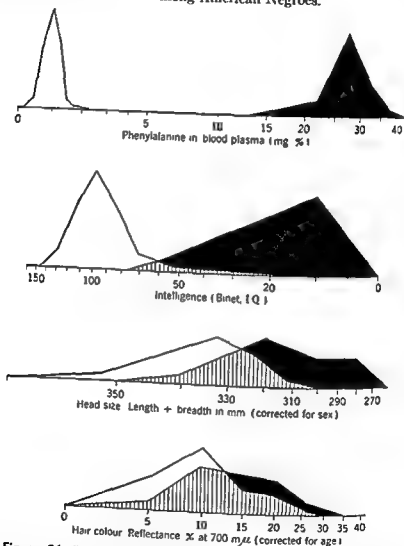 among American Negroes.
0 5 10 15 20 30 40
Phenylalanine in blood plasma (mg %)
150 100 50 20 0
Intelligence (Binet, I Q)
350 330 310 290 270
Head size Length + breadth in mm (corrected for sex)
0 5 10 15 20 25 30 35 40
Hair colour Reflectance % at 700 mµ (corrected for age)